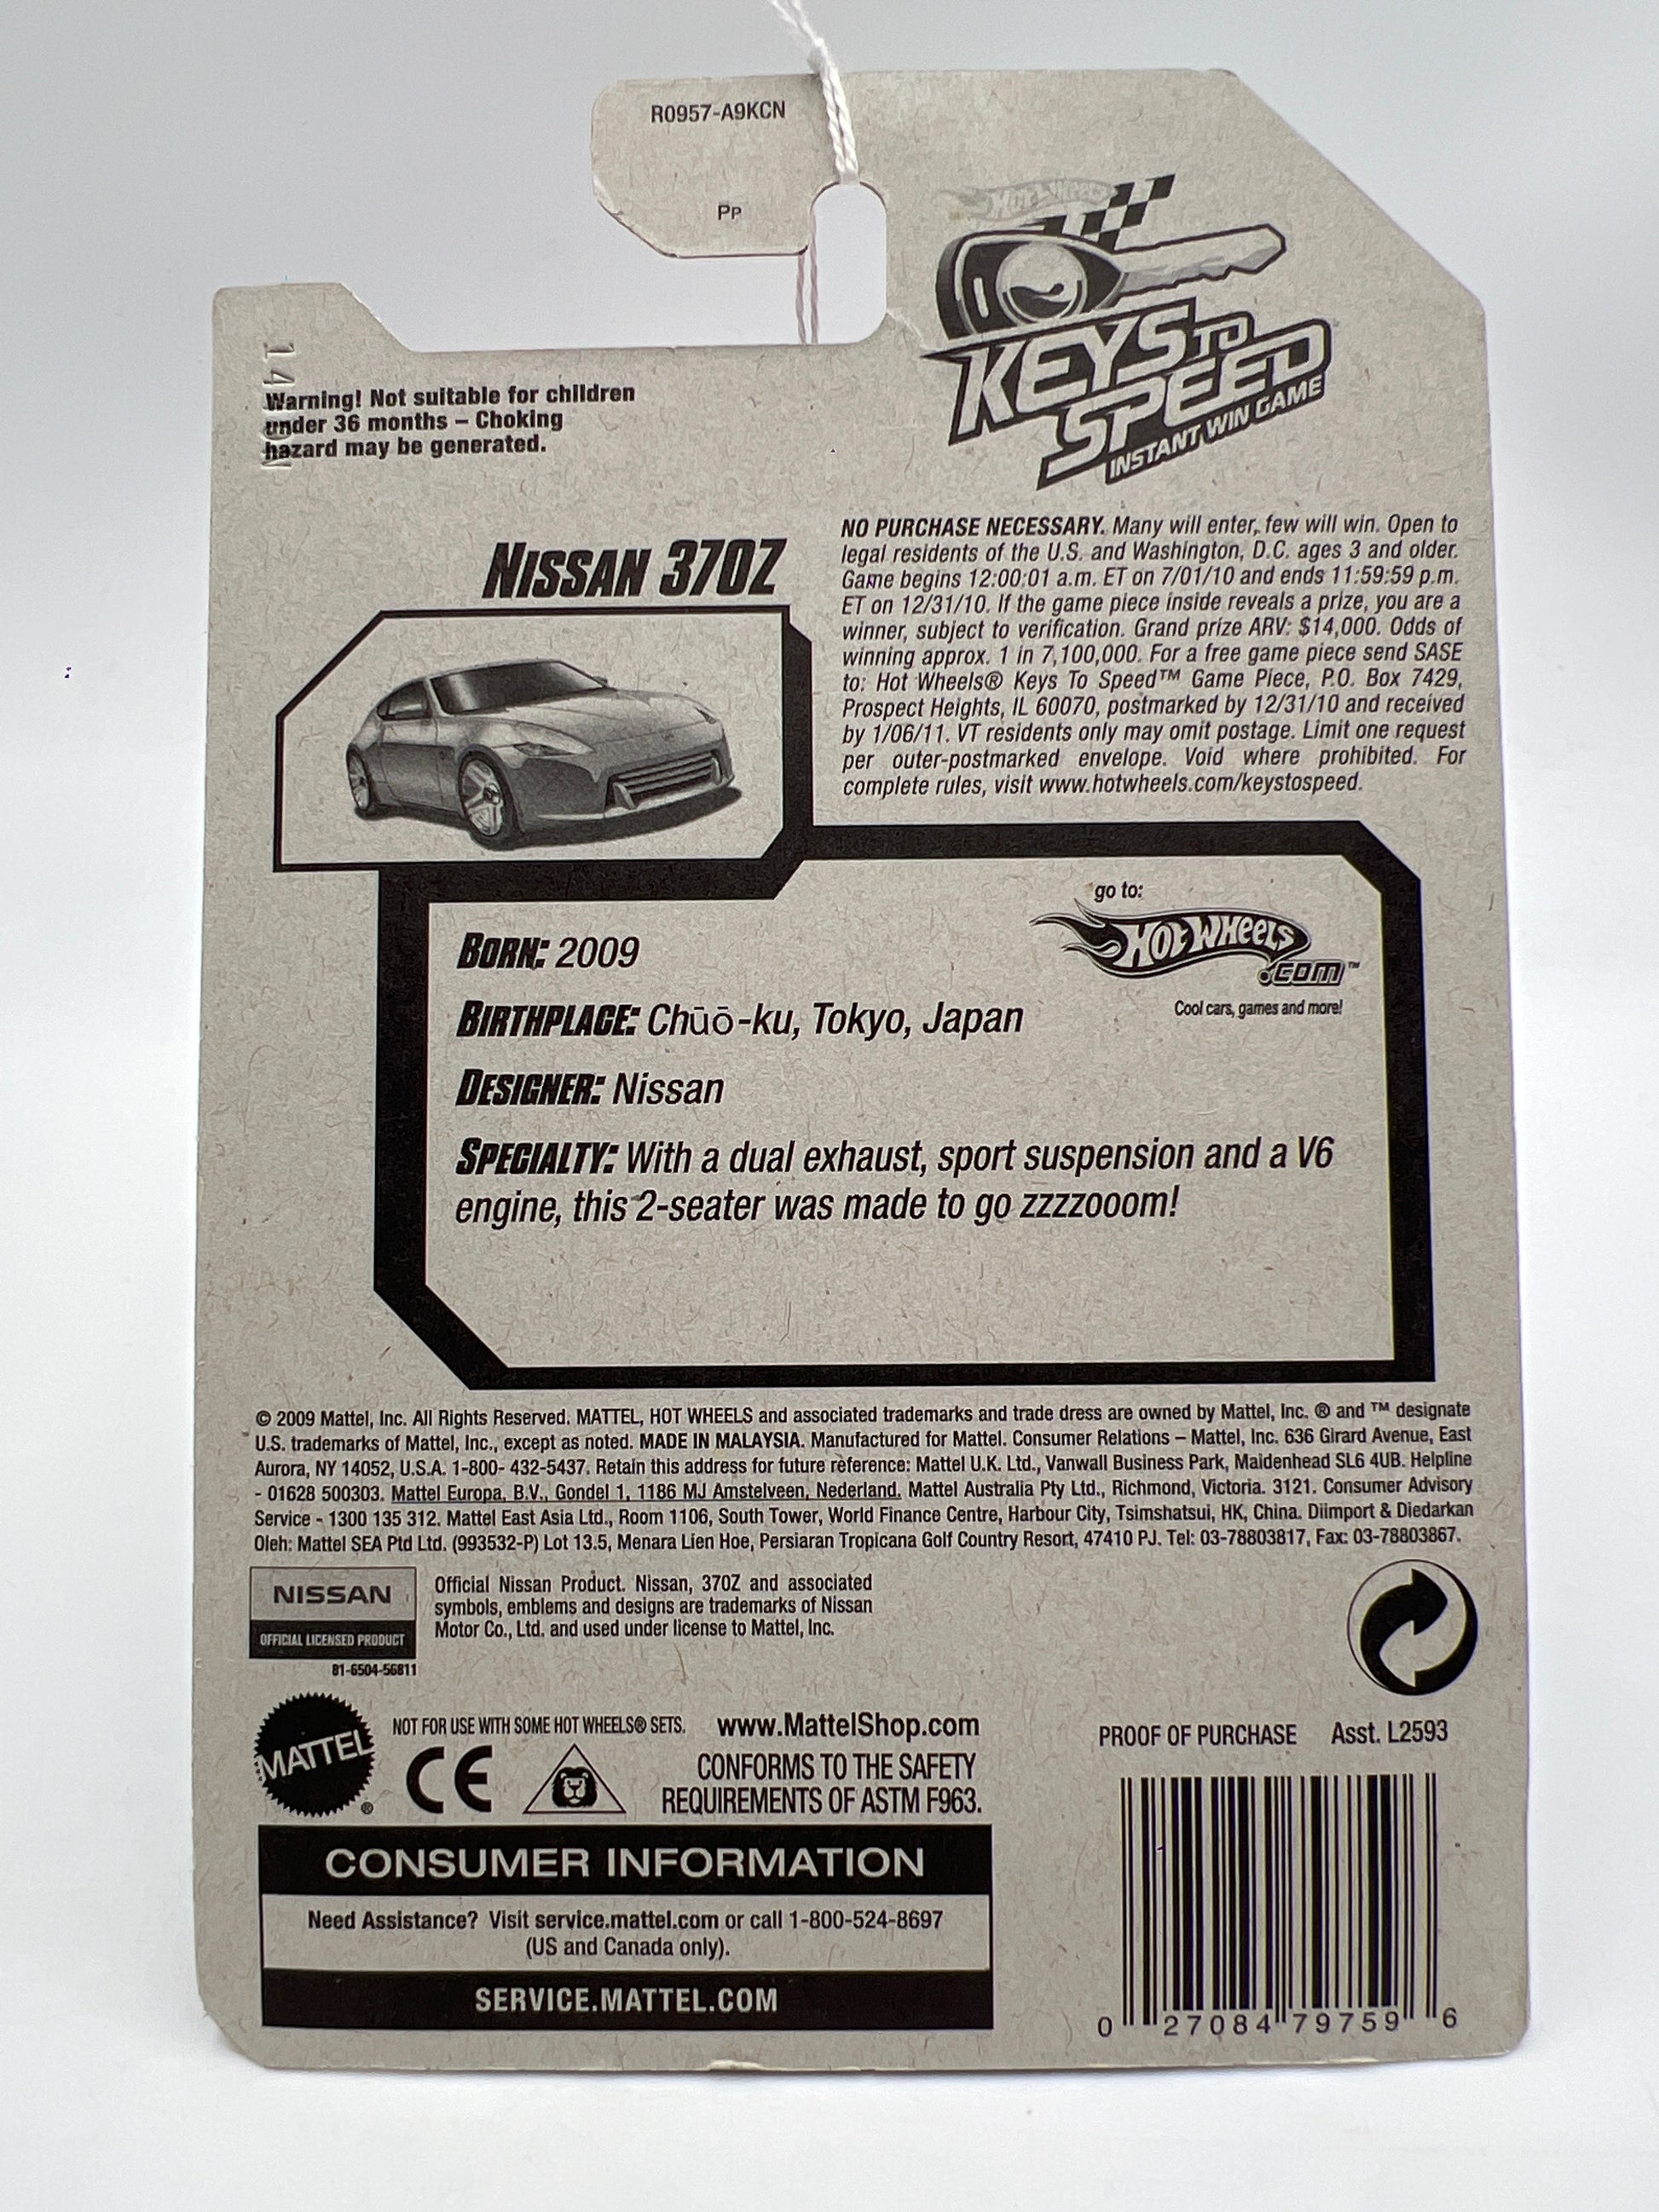 R0957-A9KCN
PP
Hot Wheels
KEYS TO
SPEED
INSTANT WIN GAME
Warning! Not suitable for children
under 36 months – Choking
hazard may be generated.
NISSAN 370Z
NO PURCHASE NECESSARY. Many will enter, few will win. Open to
legal residents of the U.S. and Washington, D.C. ages 3 and older.
Game begins 12:00:01 a.m. ET on 7/01/10 and ends 11:59:59 p.m.
ET on 12/31/10. If the game piece inside reveals a prize, you are a
winner, subject to verification. Grand prize ARV: $14,000. Odds of
winning approx. 1 in 7,100,000. For a free game piece send SASE
to: Hot Wheels® Keys To Speed™ Game Piece, P.O. Box 7429,
Prospect Heights, IL 60070, postmarked by 12/31/10 and received
by 1/06/11. VT residents only may omit postage. Limit one request
per outer-postmarked envelope. Void where prohibited. For
complete rules, visit www.hotwheels.com/keystospeed.
go to:
HOT WHEELS
.COM™
Cool cars, games and more!
BORN: 2009
BIRTHPLACE: Chūō-ku, Tokyo, Japan
DESIGNER: Nissan
SPECIALTY: With a dual exhaust, sport suspension and a V6
engine, this 2-seater was made to go zzzzooom!
© 2009 Mattel, Inc. All Rights Reserved. MATTEL, HOT WHEELS and associated trademarks and trade dress are owned by Mattel, Inc. ® and ™ designate
U.S. trademarks of Mattel, Inc., except as noted. MADE IN MALAYSIA. Manufactured for Mattel. Consumer Relations – Mattel, Inc. 636 Girard Avenue, East
Aurora, NY 14052, U.S.A. 1-800- 432-5437. Retain this address for future reference: Mattel U.K. Ltd., Vanwall Business Park, Maidenhead SL6 4UB. Helpline
- 01628 500303. Mattel Europa, B.V., Gondel 1, 1186 MJ Amstelveen, Nederland. Mattel Australia Pty Ltd., Richmond, Victoria. 3121. Consumer Advisory
Service - 1300 135 312. Mattel East Asia Ltd., Room 1106, South Tower, World Finance Centre, Harbour City, Tsimshatsui, HK, China. Diimport & Diedarkan
Oleh: Mattel SEA Ptd Ltd. (993532-P) Lot 13.5, Menara Lien Hoe, Persiaran Tropicana Golf Country Resort, 47410 PJ. Tel: 03-78803817, Fax: 03-78803867.
NISSAN
OFFICIAL LICENSED PRODUCT
81-6504-56811
Official Nissan Product. Nissan, 370Z and associated
symbols, emblems and designs are trademarks of Nissan
Motor Co., Ltd. and used under license to Mattel, Inc.
MATTEL®
NOT FOR USE WITH SOME HOT WHEELS® SETS.
www.MattelShop.com
CE
CONFORMS TO THE SAFETY
REQUIREMENTS OF ASTM F963.
PROOF OF PURCHASE Asst. L2593
CONSUMER INFORMATION
Need Assistance? Visit service.mattel.com or call 1-800-524-8697
(US and Canada only).
SERVICE.MATTEL.COM
0 27084 79759 6